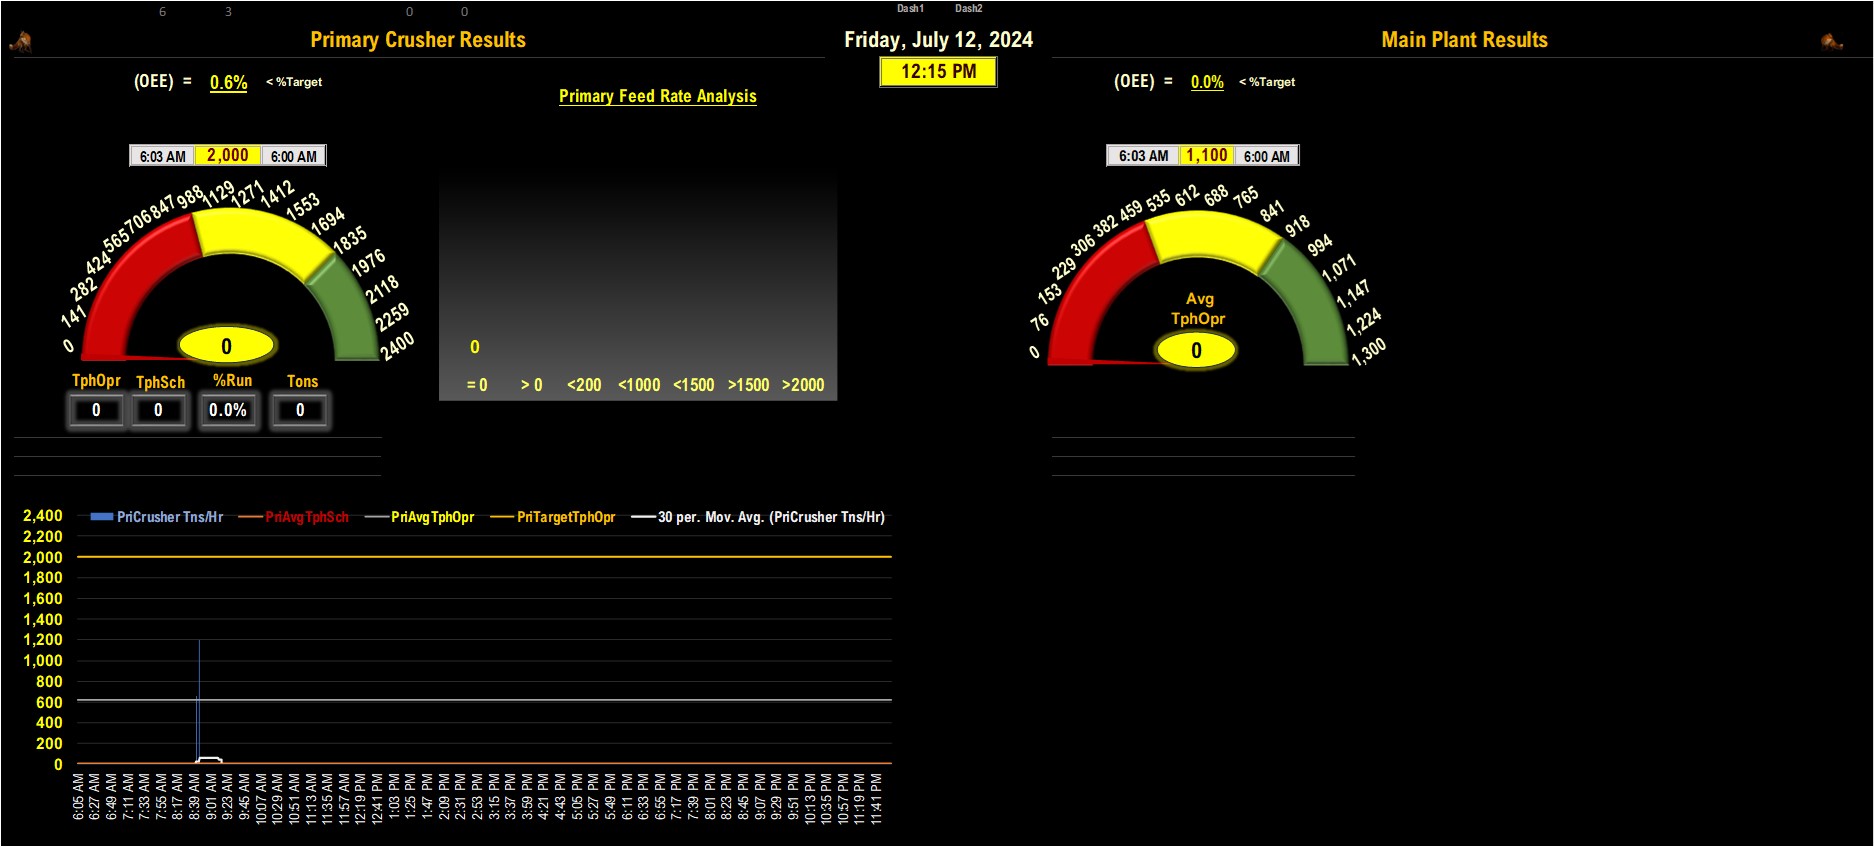 6 3 0 0 Dash1 Dash2
Primary Crusher Results
Friday, July 12, 2024
Main Plant Results
12:15 PM
(OEE) = 0.6% < %Target
(OEE) = 0.0% < %Target
Primary Feed Rate Analysis
6:03 AM 2,000 6:00 AM
0
141
282
424
565
706
847
988
1129
1271
1412
1553
1694
1835
1976
2118
2259
2400
0
TphOpr TphSch %Run Tons
0 0 0.0% 0
0
= 0 > 0 <200 <1000 <1500 >1500 >2000
6:03 AM 1,100 6:00 AM
0
76
153
229
306
382
459
535
612
688
765
841
918
994
1,071
1,147
1,224
1,300
Avg
TphOpr
0
PriCrusher Tns/Hr PriAvgTphSch PriAvgTphOpr PriTargetTphOpr 30 per. Mov. Avg. (PriCrusher Tns/Hr)
2,400
2,200
2,000
1,800
1,600
1,400
1,200
1,000
800
600
400
200
0
6:05 AM
6:27 AM
6:49 AM
7:11 AM
7:33 AM
7:55 AM
8:17 AM
8:39 AM
9:01 AM
9:23 AM
9:45 AM
10:07 AM
10:29 AM
10:51 AM
11:13 AM
11:35 AM
11:57 AM
12:19 PM
12:41 PM
1:03 PM
1:25 PM
1:47 PM
2:09 PM
2:31 PM
2:53 PM
3:15 PM
3:37 PM
3:59 PM
4:21 PM
4:43 PM
5:05 PM
5:27 PM
5:49 PM
6:11 PM
6:33 PM
6:55 PM
7:17 PM
7:39 PM
8:01 PM
8:23 PM
8:45 PM
9:07 PM
9:29 PM
9:51 PM
10:13 PM
10:35 PM
10:57 PM
11:19 PM
11:41 PM